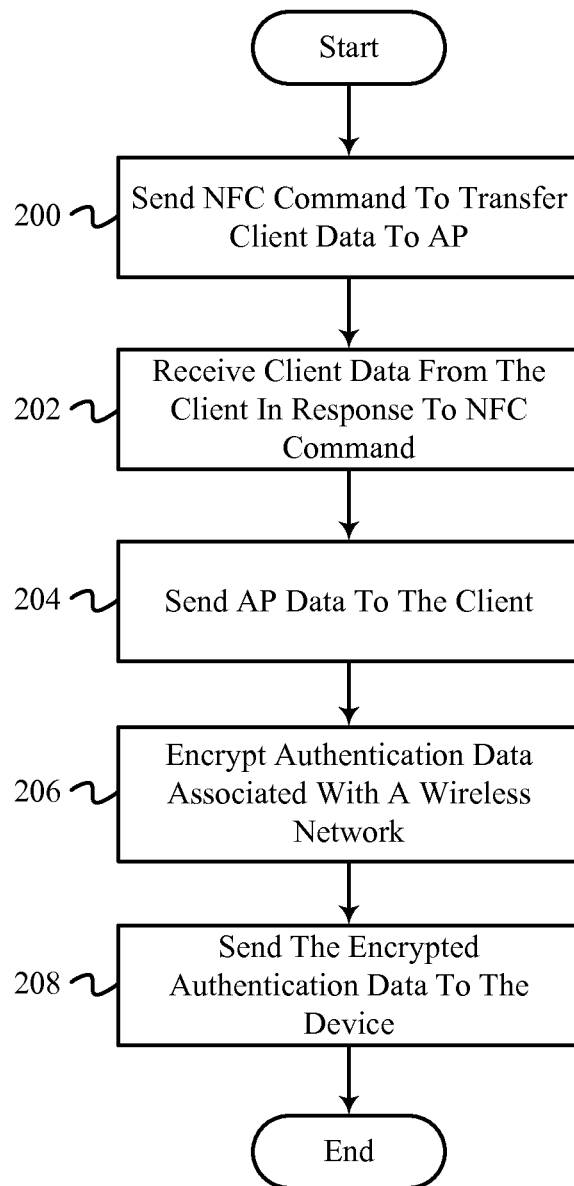 Start
200
Send NFC Command To Transfer
Client Data To AP
202
Receive Client Data From The
Client In Response To NFC
Command
204
Send AP Data To The Client
206
Encrypt Authentication Data
Associated With A Wireless
Network
208
Send The Encrypted
Authentication Data To The
Device
End